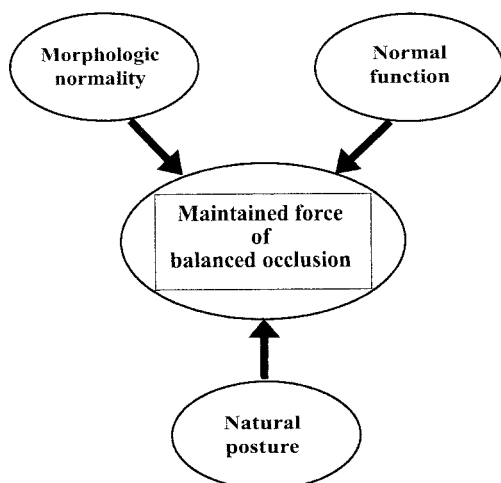 Morphologic
normality
Normal
function
Maintained force
of
balanced occlusion
Natural
posture